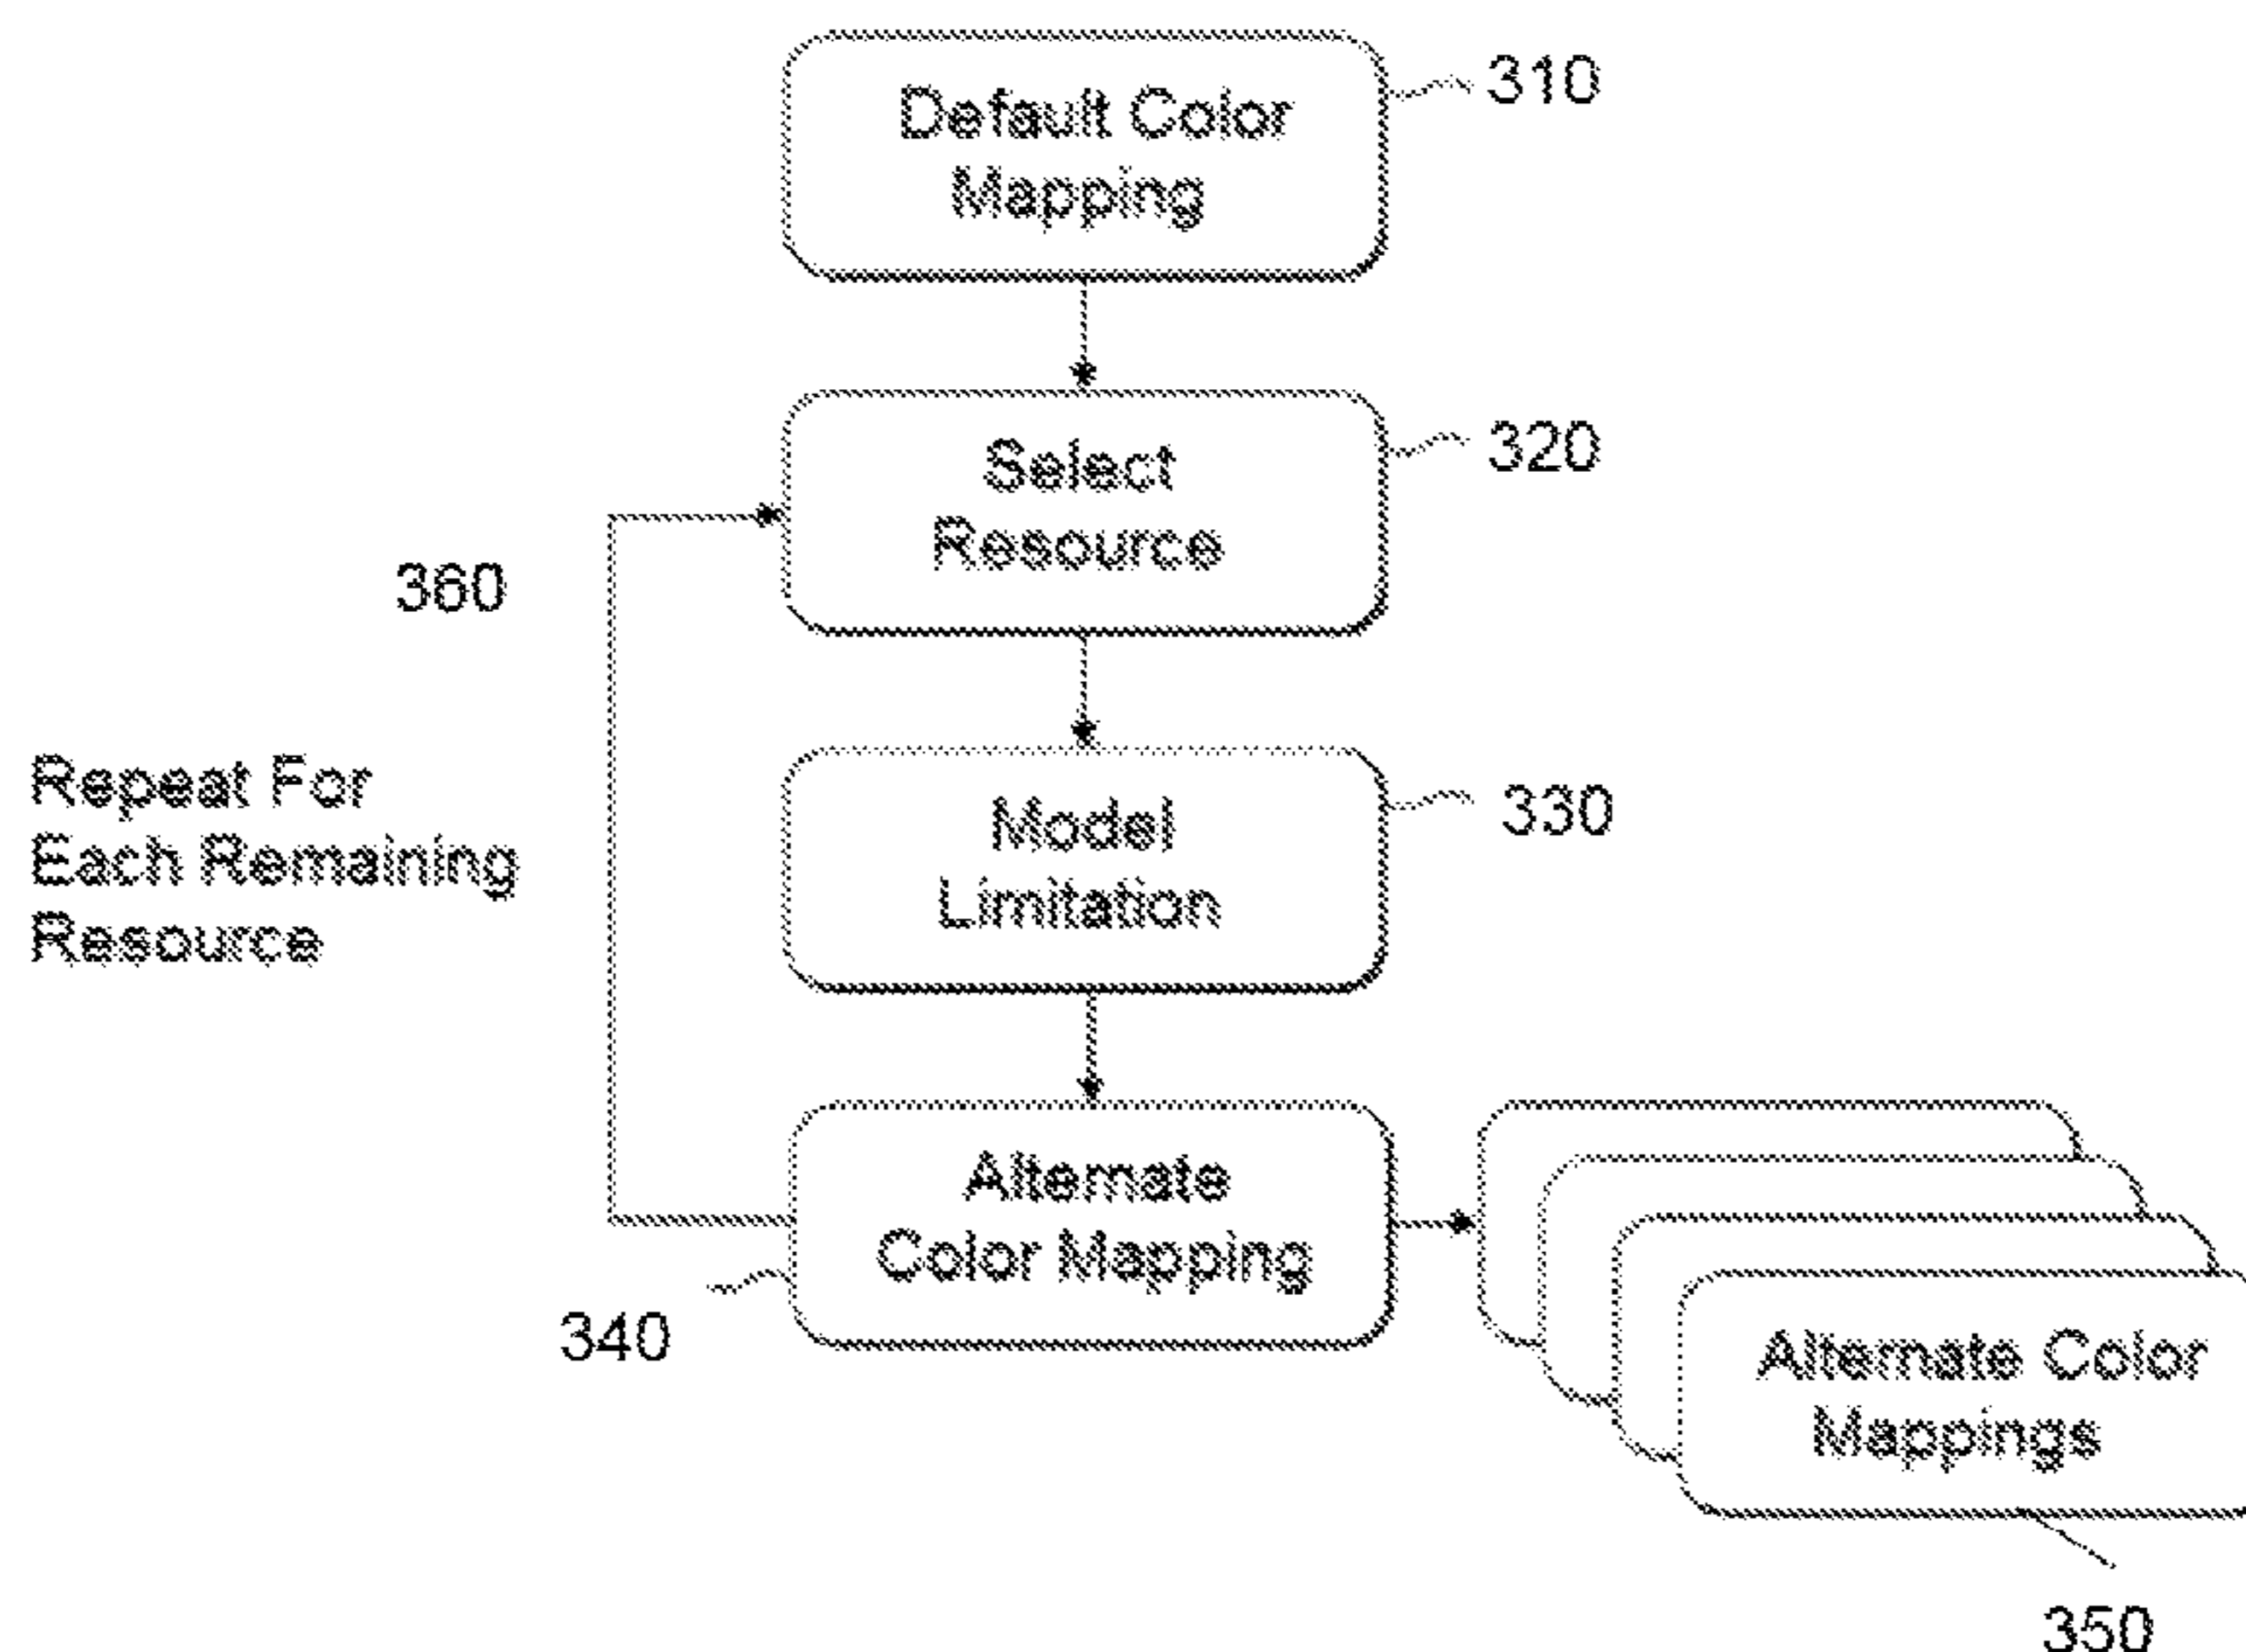 Default Color
Mapping
310
Select
Resource
320
360
Model
Limitation
330
Repeat For
Each Remaining
Resource
Alternate
Color Mapping
340
Alternate Color
Mappings
350